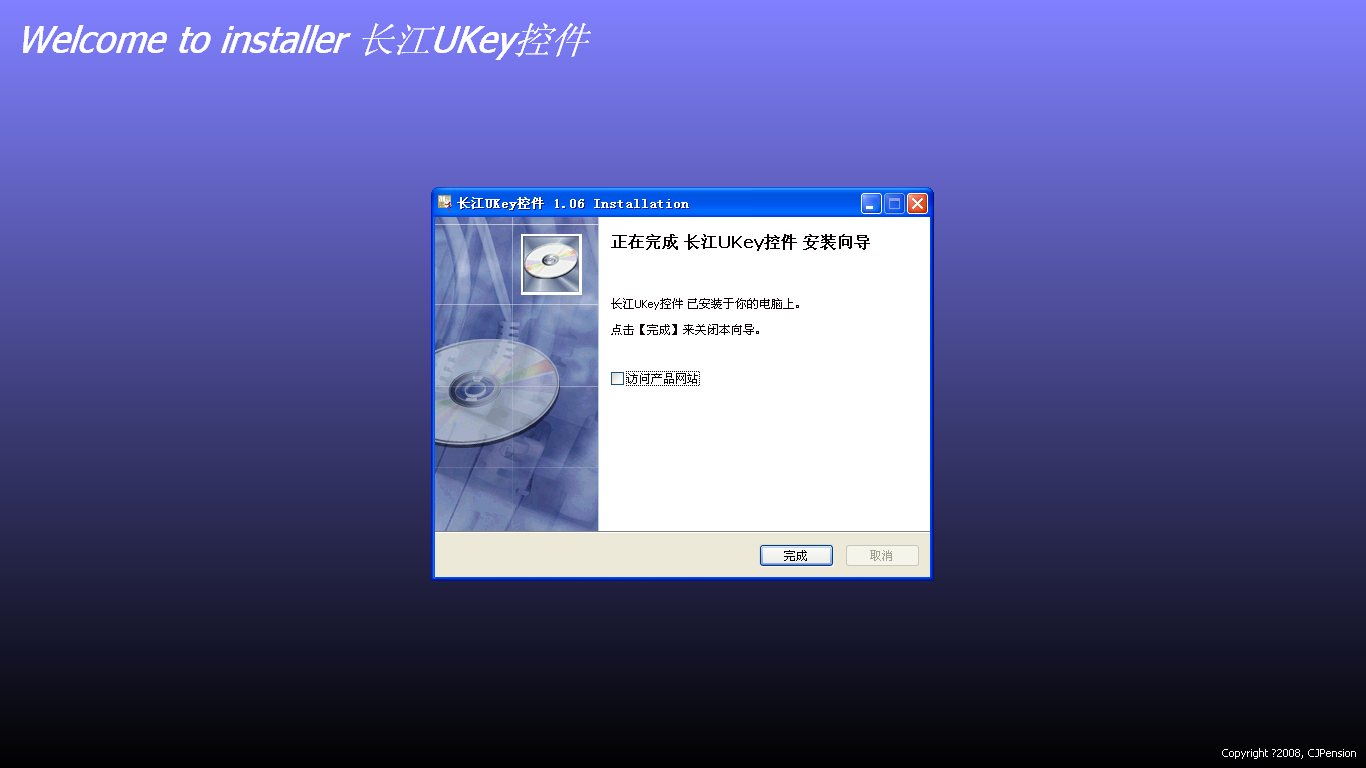 Welcome to installer 长江UKey控件
长江UKey控件 1.06 Installation
正在完成 长江UKey控件 安装向导
长江UKey控件 已安装于你的电脑上。
点击【完成】来关闭本向导。
访问产品网站
完成
取消
Copyright ?2008, CJPension